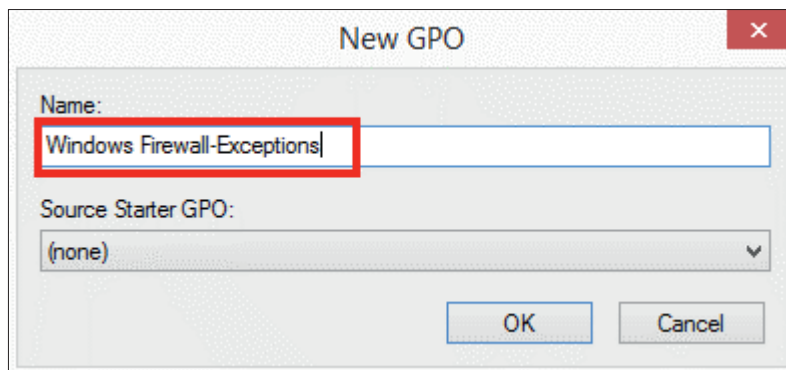 New GPO
Name:
Windows Firewall-Exceptions
Source Starter GPO:
(none)
OK Cancel